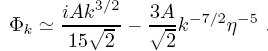 Φ_k ≃ \frac{iAk^{3/2}}{15\sqrt{2}} − \frac{3A}{\sqrt{2}} k^{−7/2} η^{−5} .